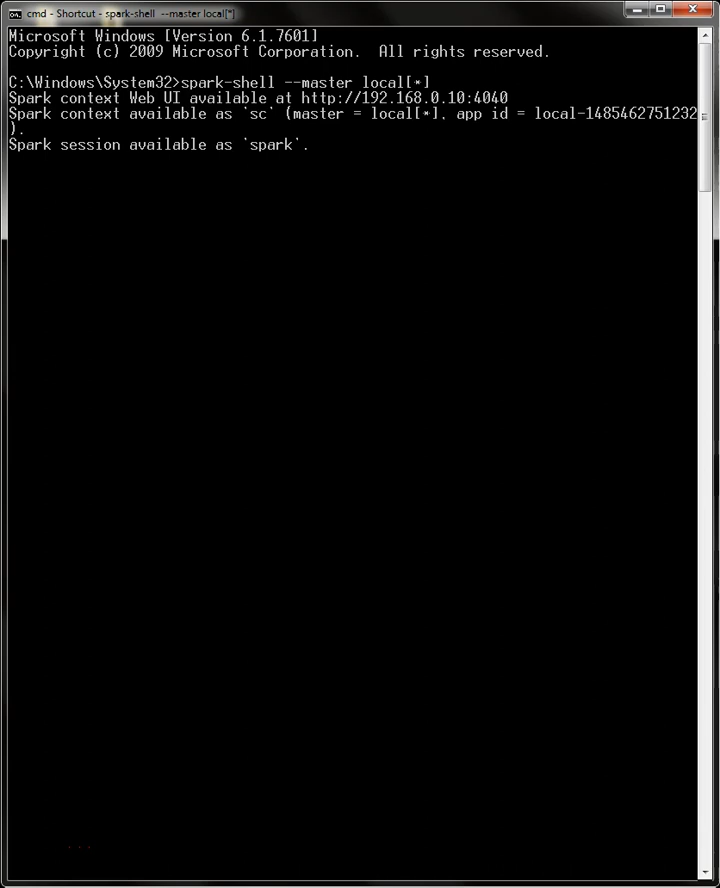 cmd - Shortcut - spark-shell --master local[*]
Microsoft Windows [Version 6.1.7601]
Copyright (c) 2009 Microsoft Corporation.  All rights reserved.
C:\Windows\System32>spark-shell --master local[*]
Spark context Web UI available at http://192.168.0.10:4040
Spark context available as 'sc' (master = local[*], app id = local-1485462751232
).
Spark session available as 'spark'.
...